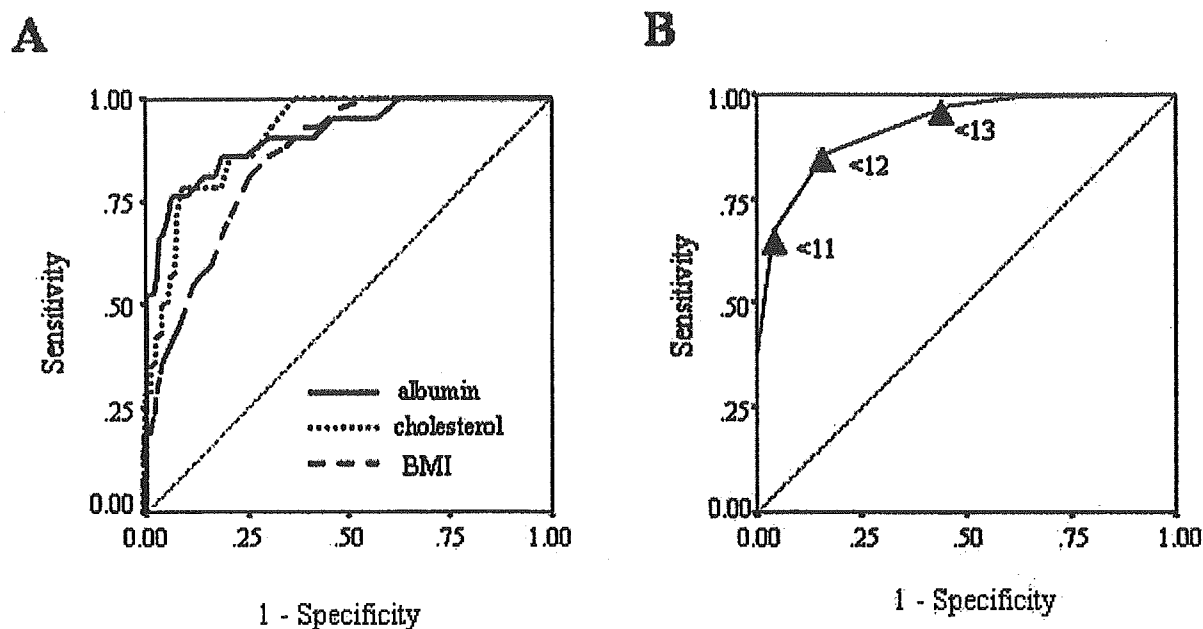 A
1.00
.75
.50
.25
0.00
Sensitivity
albumin
cholesterol
BMI
0.00 .25 .50 .75 1.00
1 - Specificity
B
1.00
.75
.50
.25
0.00
Sensitivity
<13
<12
<11
0.00 .25 .50 .75 1.00
1 - Specificity